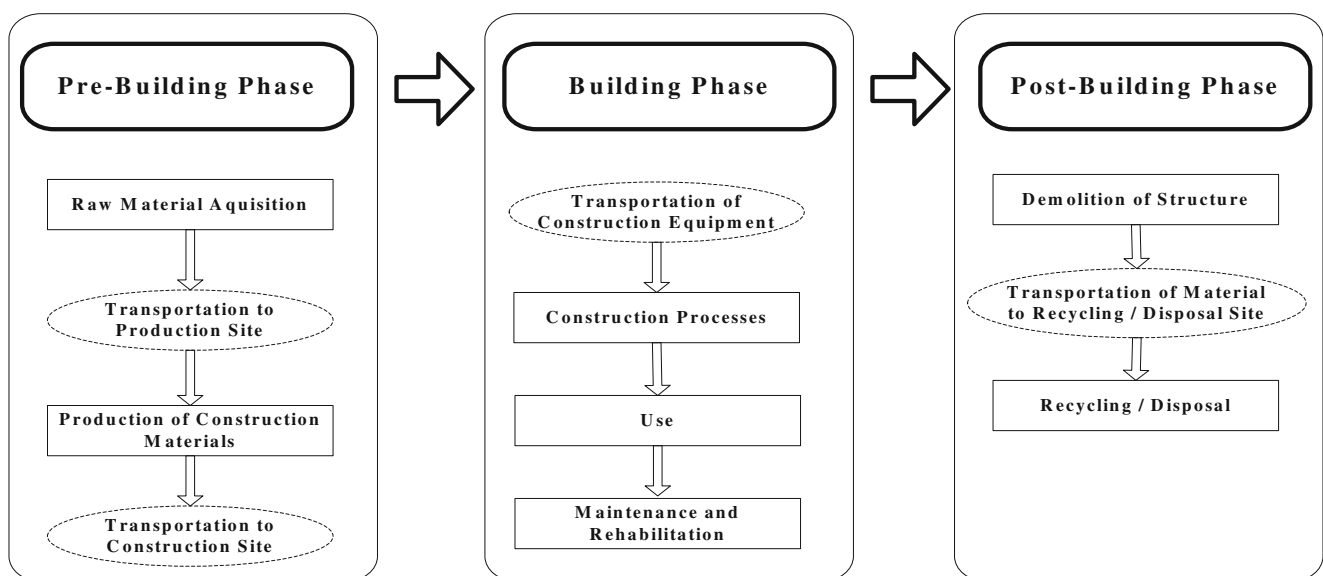 Pre-Building Phase
Raw Material Aquisition
Transportation to
Production Site
Production of Construction
Materials
Transportation to
Construction Site
Building Phase
Transportation of
Construction Equipment
Construction Processes
Use
Maintenance and
Rehabilitation
Post-Building Phase
Demolition of Structure
Transportation of Material
to Recycling / Disposal Site
Recycling / Disposal